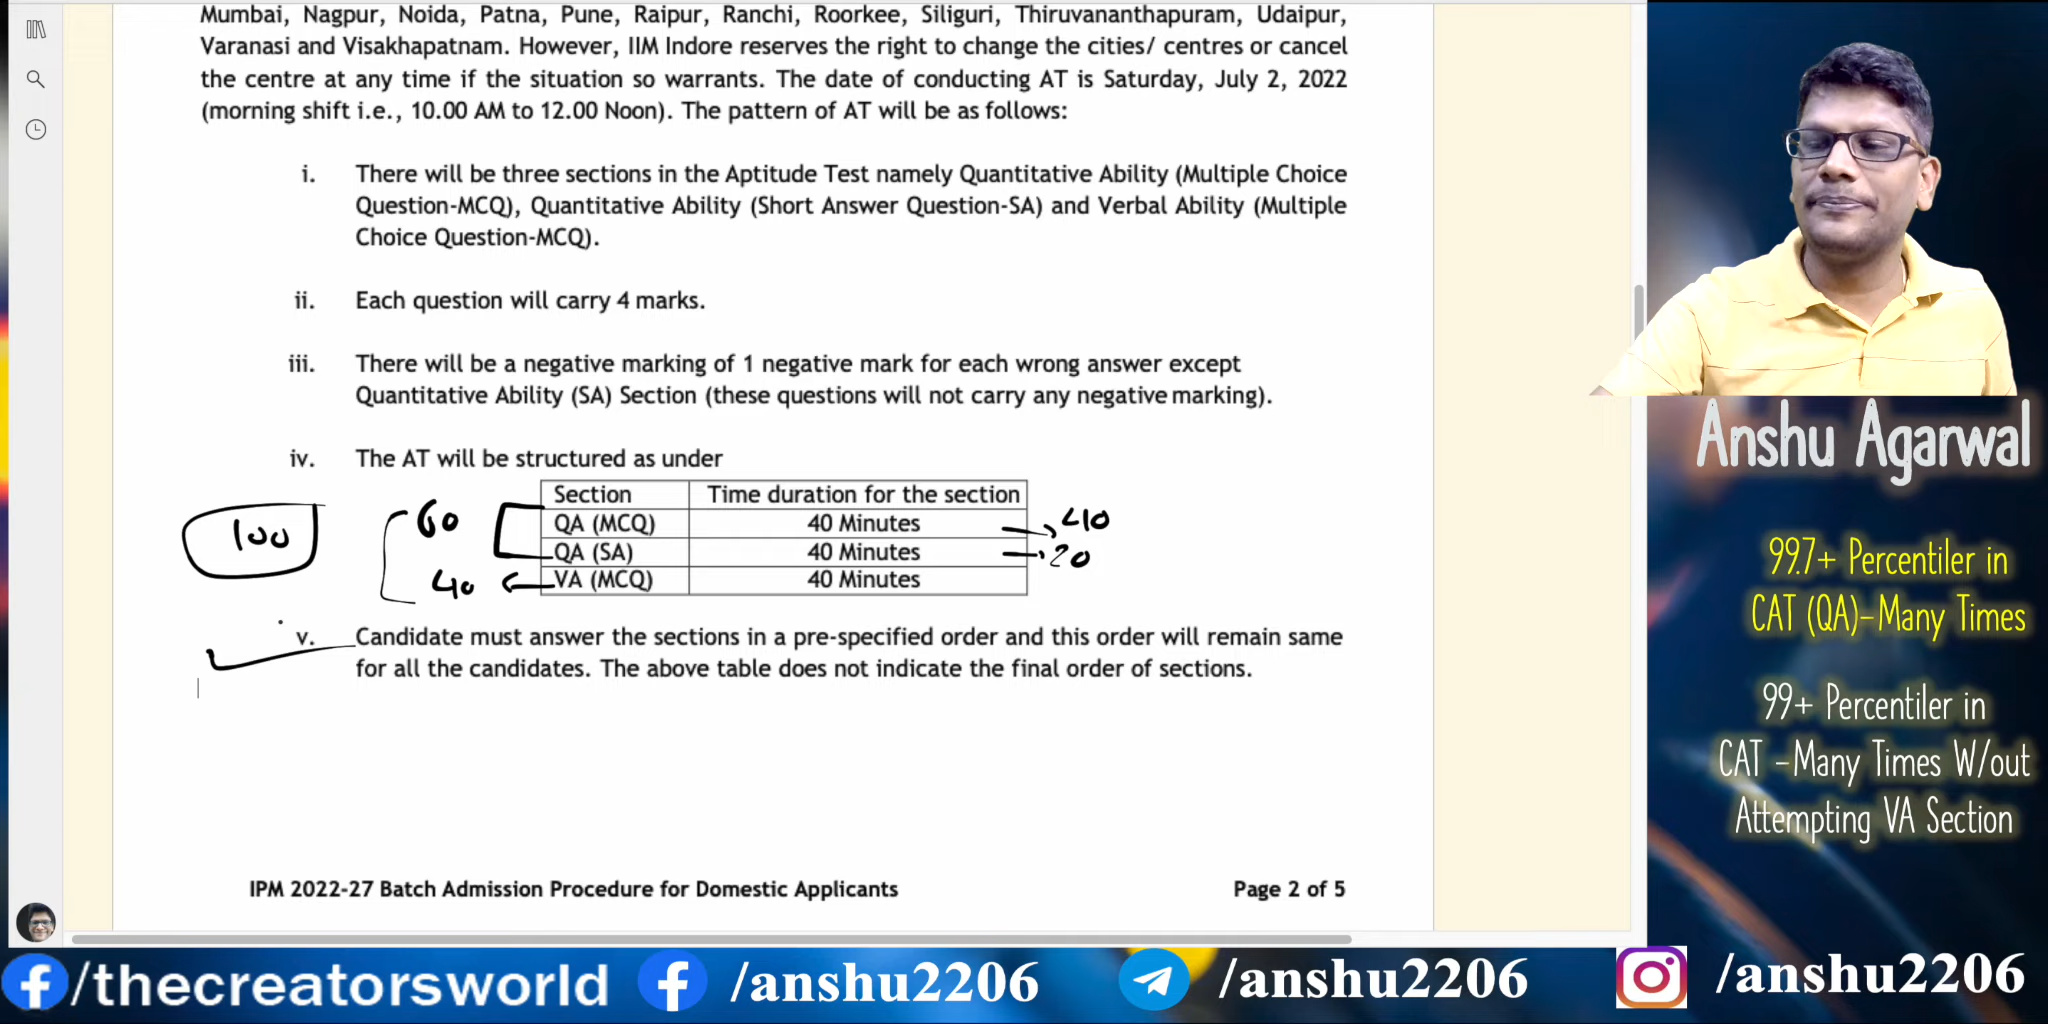 Mumbai, Nagpur, Noida, Patna, Pune, Raipur, Ranchi, Roorkee, Siliguri, Thiruvananthapuram, Udaipur,
Varanasi and Visakhapatnam. However, IIM Indore reserves the right to change the cities/ centres or cancel
the centre at any time if the situation so warrants. The date of conducting AT is Saturday, July 2, 2022
(morning shift i.e., 10.00 AM to 12.00 Noon). The pattern of AT will be as follows:
i. There will be three sections in the Aptitude Test namely Quantitative Ability (Multiple Choice
Question-MCQ), Quantitative Ability (Short Answer Question-SA) and Verbal Ability (Multiple
Choice Question-MCQ).
ii. Each question will carry 4 marks.
iii. There will be a negative marking of 1 negative mark for each wrong answer except
Quantitative Ability (SA) Section (these questions will not carry any negative marking).
iv. The AT will be structured as under
Section Time duration for the section
100 60 QA (MCQ) 40 Minutes 40
QA (SA) 40 Minutes 20
40 VA (MCQ) 40 Minutes
v. Candidate must answer the sections in a pre-specified order and this order will remain same
for all the candidates. The above table does not indicate the final order of sections.
IPM 2022-27 Batch Admission Procedure for Domestic Applicants Page 2 of 5
Anshu Agarwal
99.7+ Percentiler in
CAT (QA)-Many Times
99+ Percentiler in
CAT -Many Times W/out
Attempting VA Section
/thecreatorsworld /anshu2206 /anshu2206 /anshu2206